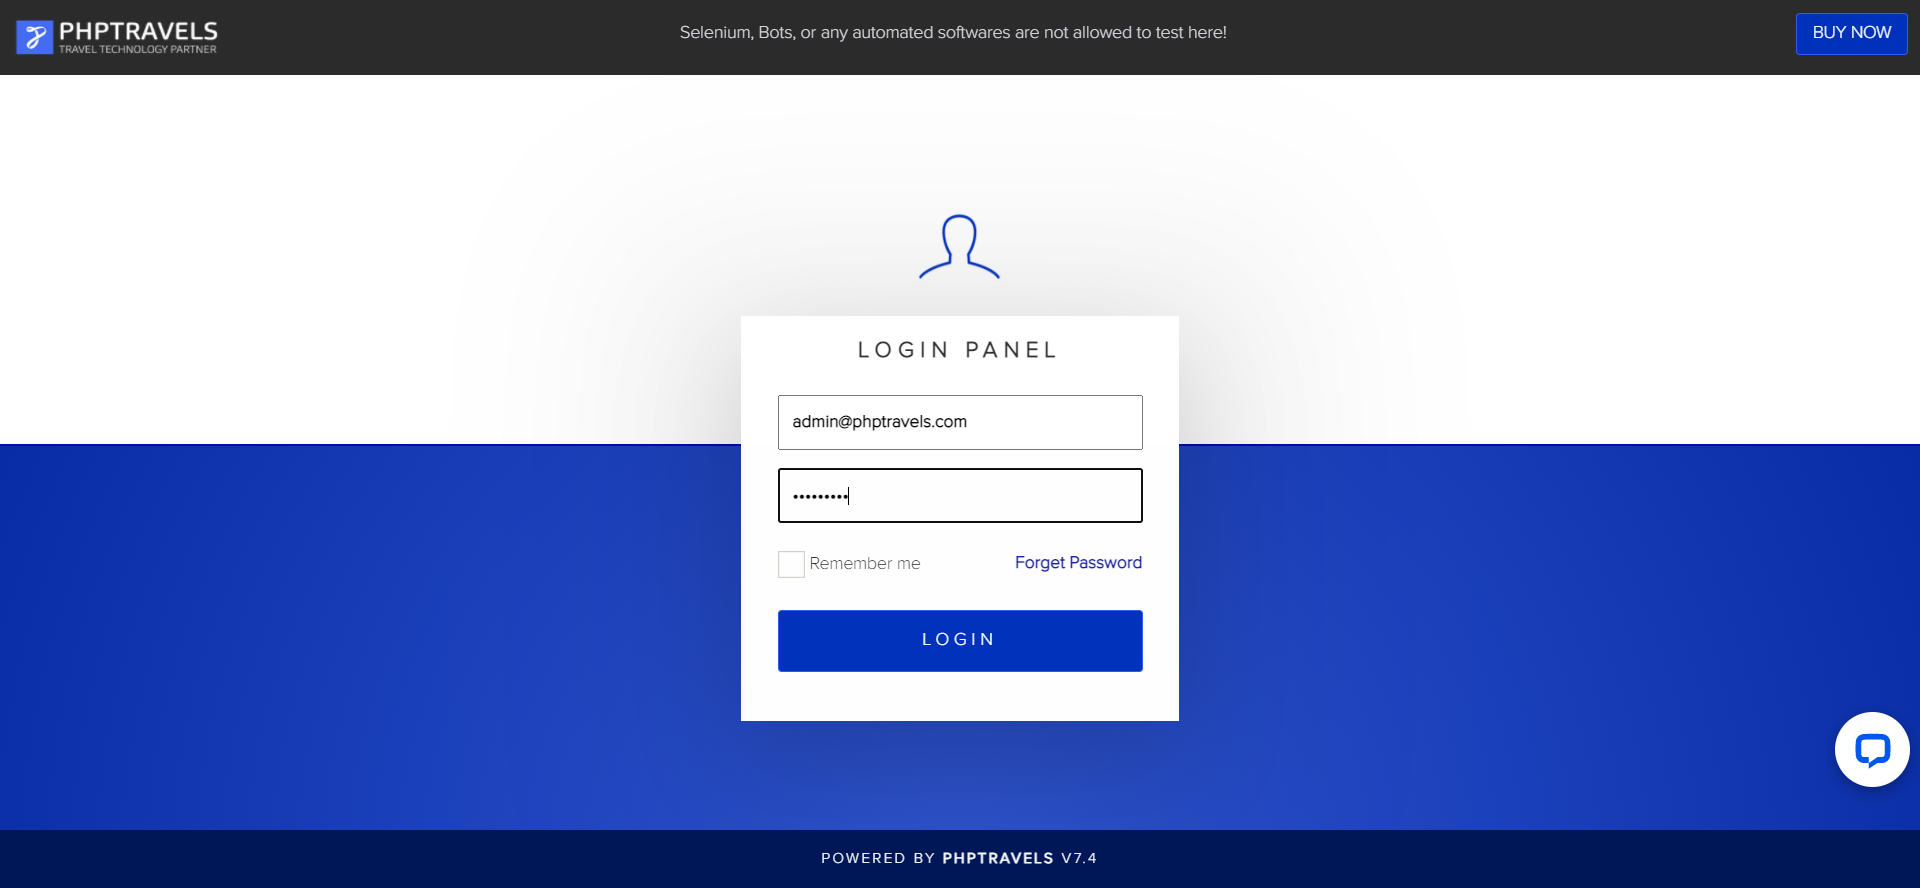 PHPTRAVELS
TRAVEL TECHNOLOGY PARTNER
Selenium, Bots, or any automated softwares are not allowed to test here!
BUY NOW
LOGIN PANEL
admin@phptravels.com
•••••••••
Remember me
Forget Password
LOGIN
POWERED BY PHPTRAVELS V7.4